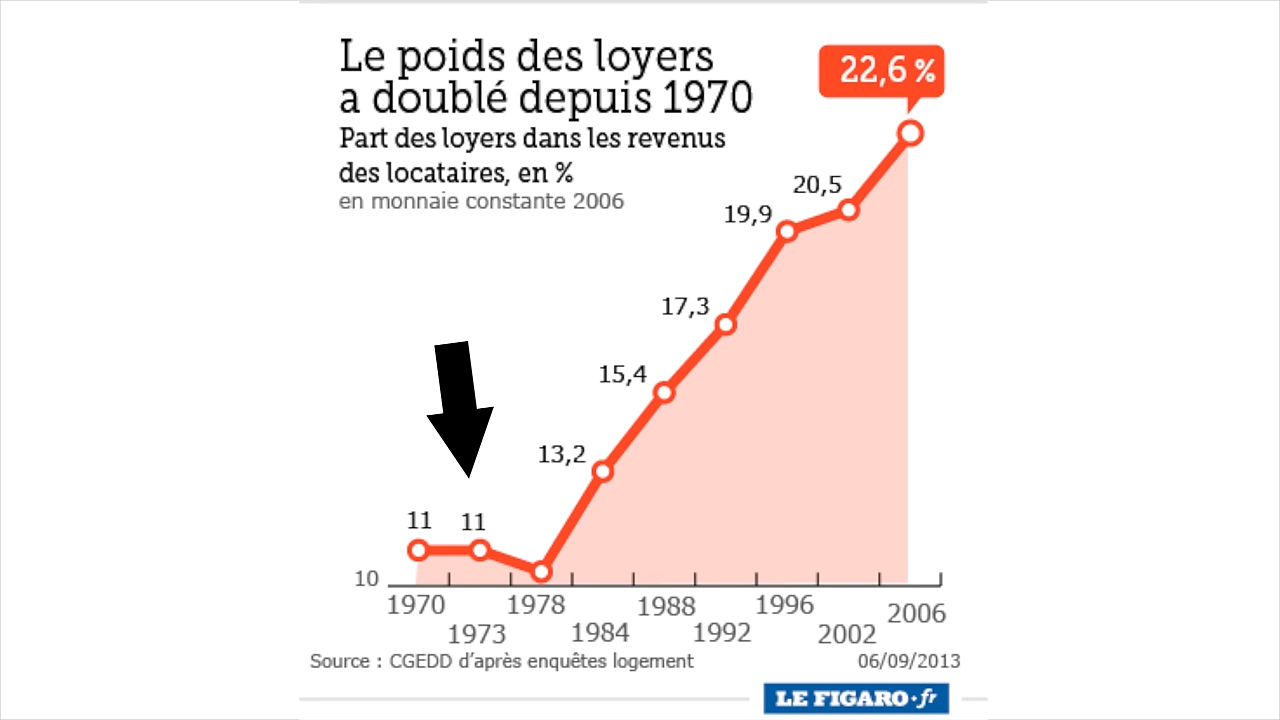 Le poids des loyers
a doublé depuis 1970
Part des loyers dans les revenus
des locataires, en %
en monnaie constante 2006
22,6 %
20,5
19,9
17,3
15,4
13,2
11 11
10
1970 1978 1988 1996 2006
1973 1984 1992 2002
Source : CGEDD d’après enquêtes logement 06/09/2013
LE FIGARO·fr